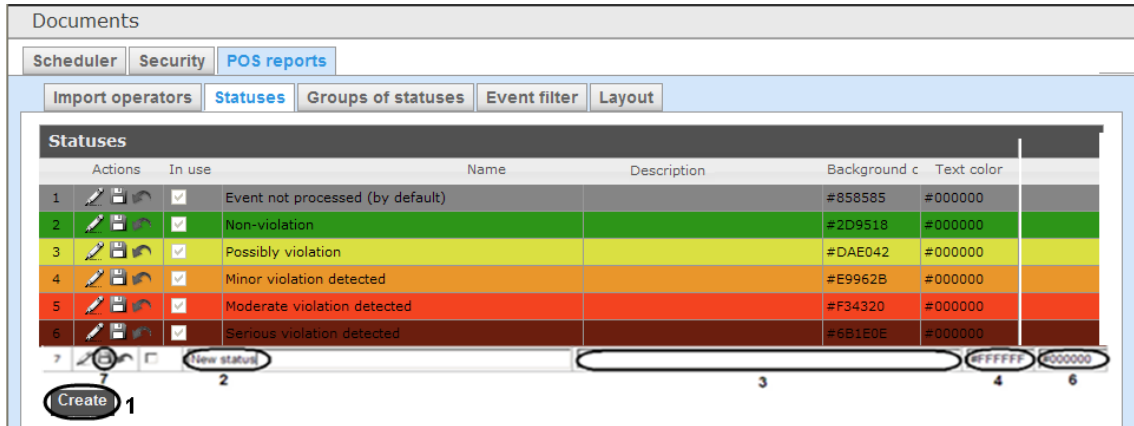 Documents
Scheduler Security POS reports
Import operators Statuses Groups of statuses Event filter Layout
Statuses
Actions In use Name Description Background c Text color
1 Event not processed (by default) #858585 #000000
2 Non-violation #2D9518 #000000
3 Possibly violation #DAE042 #000000
4 Minor violation detected #E9962B #000000
5 Moderate violation detected #F34320 #000000
6 Serious violation detected #6B1E0E #000000
7 New status #FFFFFF #000000
7 2 3 4 6
Create 1